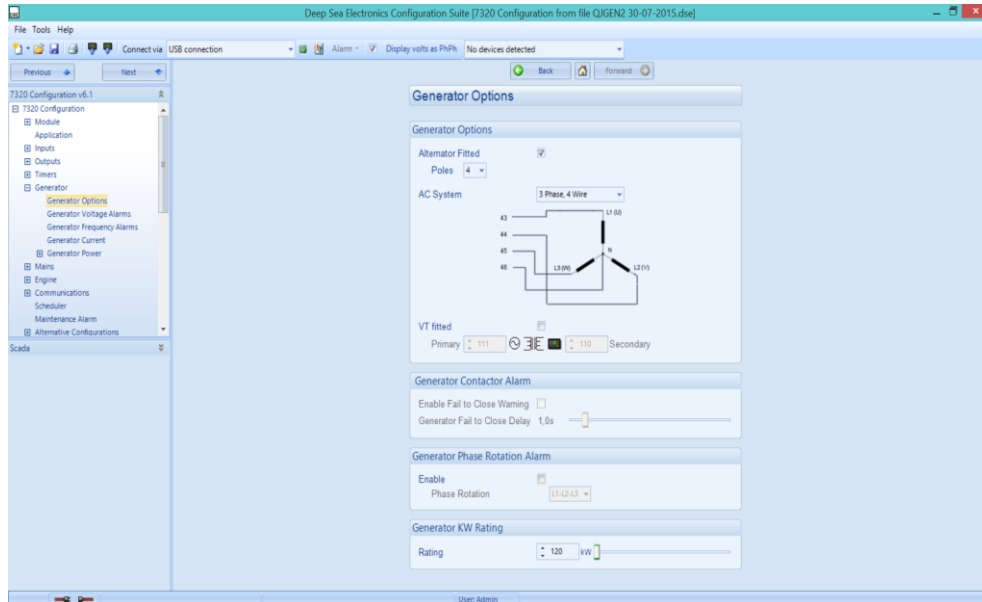 Deep Sea Electronics Configuration Suite [7320 Configuration from file QJGEN2 30-07-2015.dse]
File Tools Help
Connect via USB connection Alarm Display volts as PhPh No devices detected
Previous Next Back Forward
7320 Configuration v6.1
7320 Configuration
Module
Application
Inputs
Outputs
Timers
Generator
Generator Options
Generator Voltage Alarms
Generator Frequency Alarms
Generator Current
Generator Power
Mains
Engine
Communications
Scheduler
Maintenance Alarm
Alternative Configurations
Scada
Generator Options
Generator Options
Alternator Fitted
Poles 4
AC System 3 Phase, 4 Wire
43 L1 (U)
44
45 N
46 L3 (W) L2 (V)
VT fitted
Primary 111 110 Secondary
Generator Contactor Alarm
Enable Fail to Close Warning
Generator Fail to Close Delay 1,0s
Generator Phase Rotation Alarm
Enable
Phase Rotation L1-L2-L3
Generator KW Rating
Rating 120 kW
User: Admin